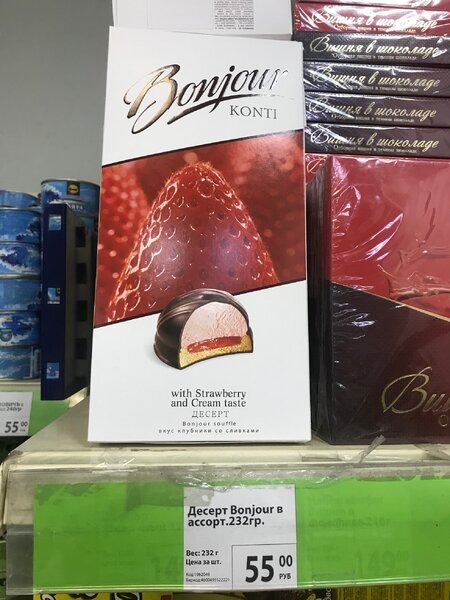 Bonjour
KONTI
with Strawberry
and Cream taste
ДЕСЕРТ
Bonjour souffle
вкус клубники со сливками
Вишня в шоколаде
Вишня в шоколаде
Вишня в шоколаде
Вишня в шоколаде
Вишня в шоколаде
55 00
Десерт Bonjour в
ассорт.232гр.
Вес: 232 г
Цена за шт.
55 00
РУБ